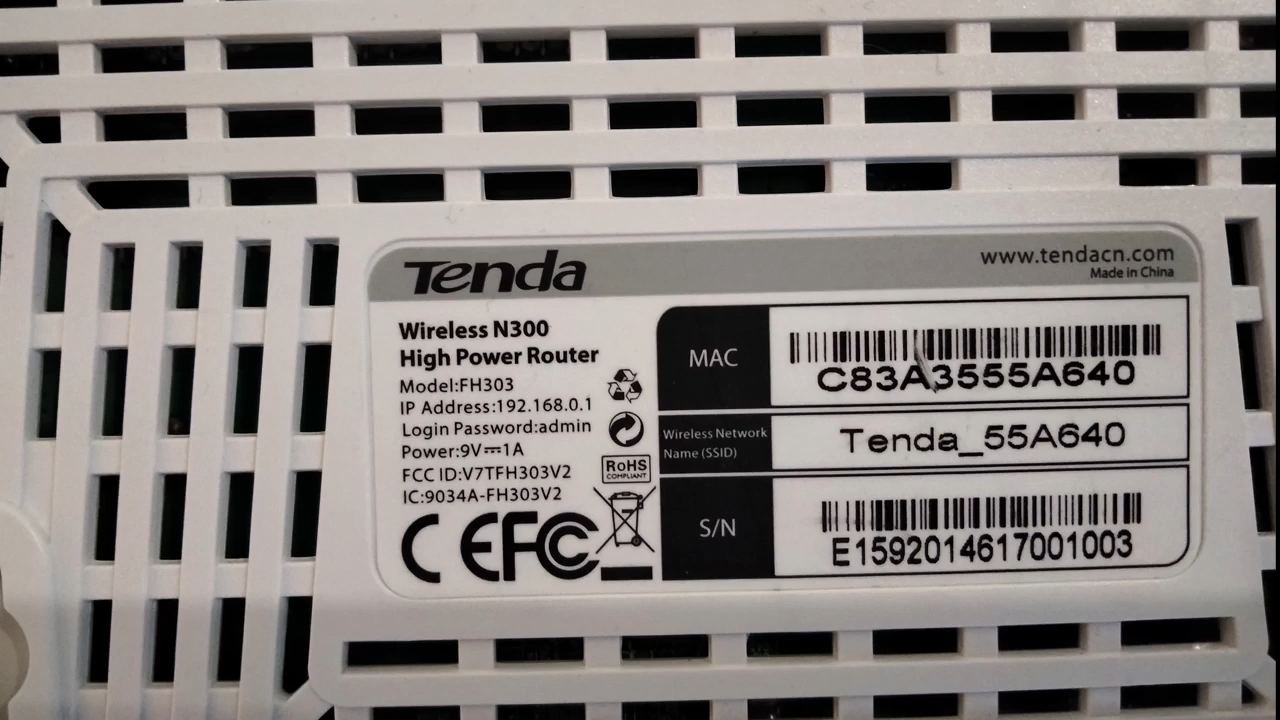 Tenda
www.tendacn.com
Made in China
Wireless N300
High Power Router
Model:FH303
IP Address:192.168.0.1
Login Password:admin
Power:9V⎓1A
FCC ID:V7TFH303V2
IC:9034A-FH303V2
RoHS
COMPLIANT
CE FC
MAC
C83A3555A640
Wireless Network
Name (SSID)
Tenda_55A640
S/N
E1592014617001003